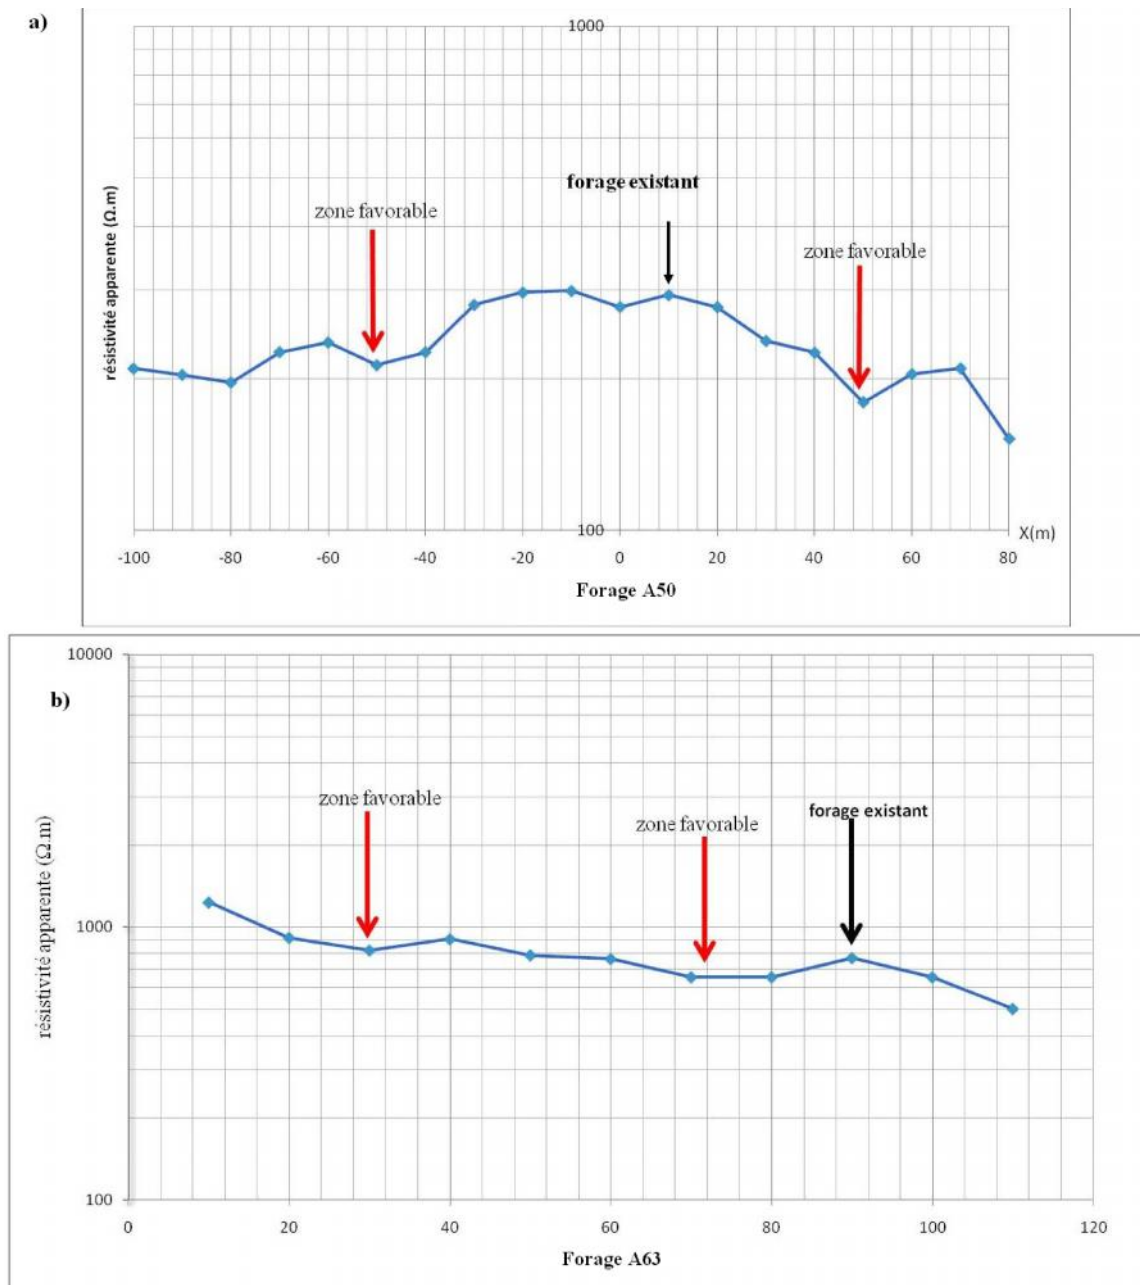 a)
1000
forage existant
résistivité apparente (Ω.m)
zone favorable
zone favorable
100
X(m)
-100 -80 -60 -40 -20 0 20 40 60 80
Forage A50
b)
10000
zone favorable
zone favorable
forage existant
résistivité apparente (Ω.m)
1000
100
0 20 40 60 80 100 120
Forage A63